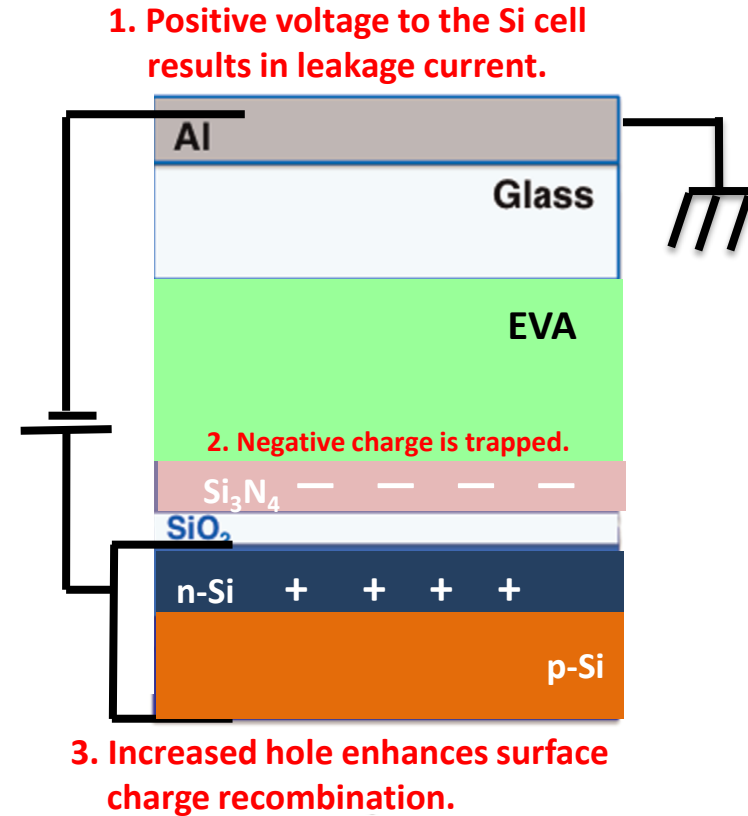 1. Positive voltage to the Si cell
results in leakage current.
Al
Glass
EVA
2. Negative charge is trapped.
Si₃N₄ — — — —
SiO₂
n-Si + + + +
p-Si
3. Increased hole enhances surface
charge recombination.